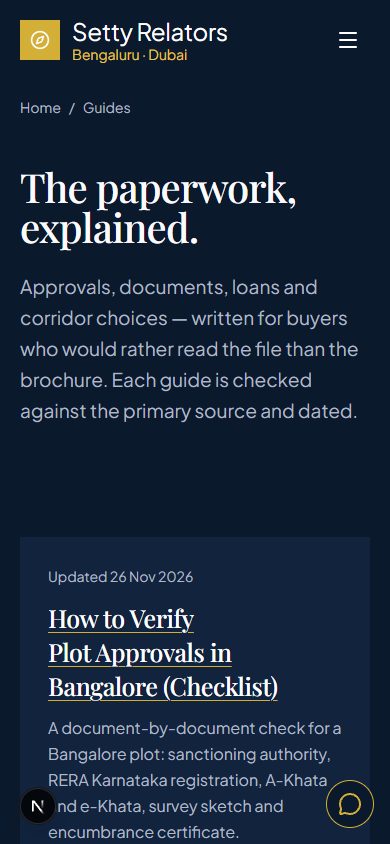 Setty Relators
Bengaluru · Dubai
Home / Guides
The paperwork,
explained.
Approvals, documents, loans and
corridor choices — written for buyers
who would rather read the file than the
brochure. Each guide is checked
against the primary source and dated.
Updated 26 Nov 2026
How to Verify
Plot Approvals in
Bangalore (Checklist)
A document-by-document check for a
Bangalore plot: sanctioning authority,
RERA Karnataka registration, A-Khata
N nd e-Khata, survey sketch and
encumbrance certificate.